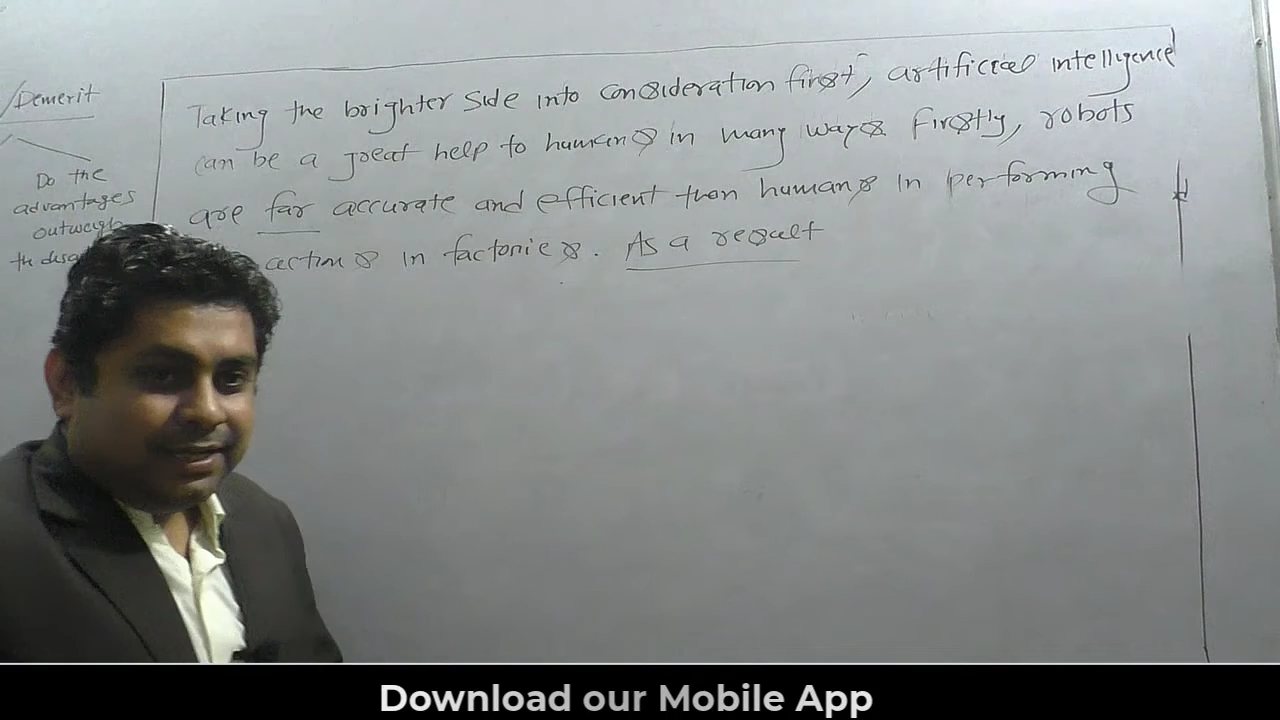 /Demerit
Do the
advantages
outweigh
the
Taking the brighter side into consideration first, artificial intelligence
can be a great help to humans in many ways. Firstly, robots
are far accurate and efficient than humans in performing
actions in factories. As a result
Download our Mobile App